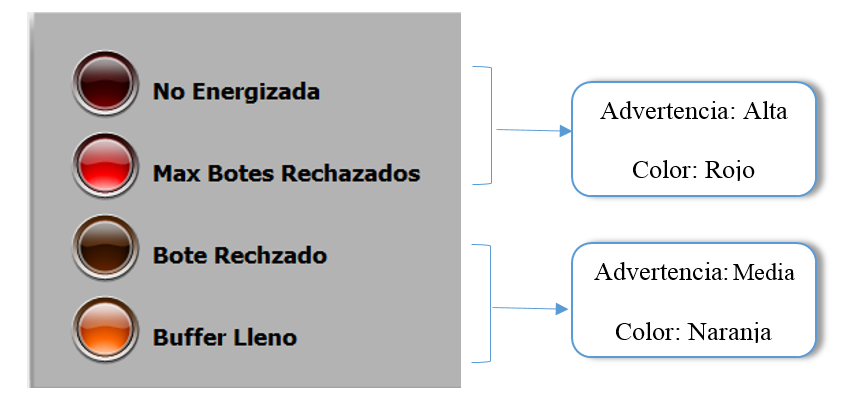 No Energizada
Max Botes Rechazados
Bote Rechzado
Buffer Lleno
Advertencia: Alta
Color: Rojo
Advertencia: Media
Color: Naranja